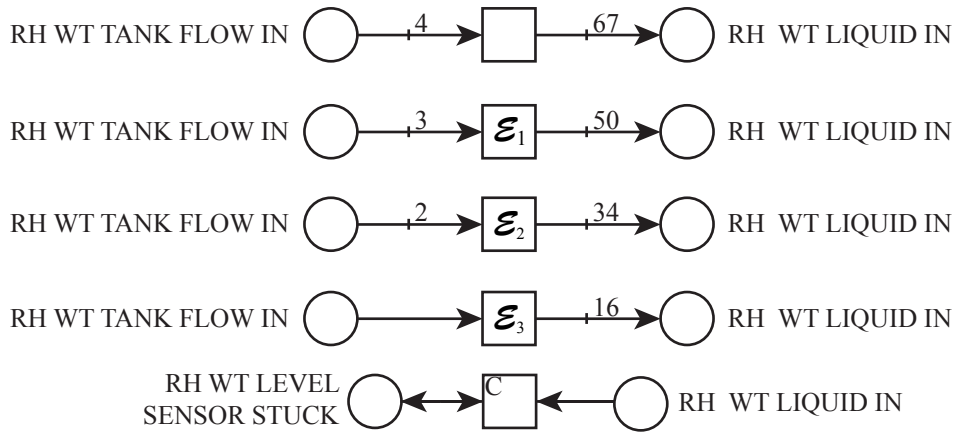 RH WT TANK FLOW IN 4 67 RH WT LIQUID IN
RH WT TANK FLOW IN 3 ℰ1 50 RH WT LIQUID IN
RH WT TANK FLOW IN 2 ℰ2 34 RH WT LIQUID IN
RH WT TANK FLOW IN ℰ3 16 RH WT LIQUID IN
RH WT LEVEL
SENSOR STUCK C RH WT LIQUID IN